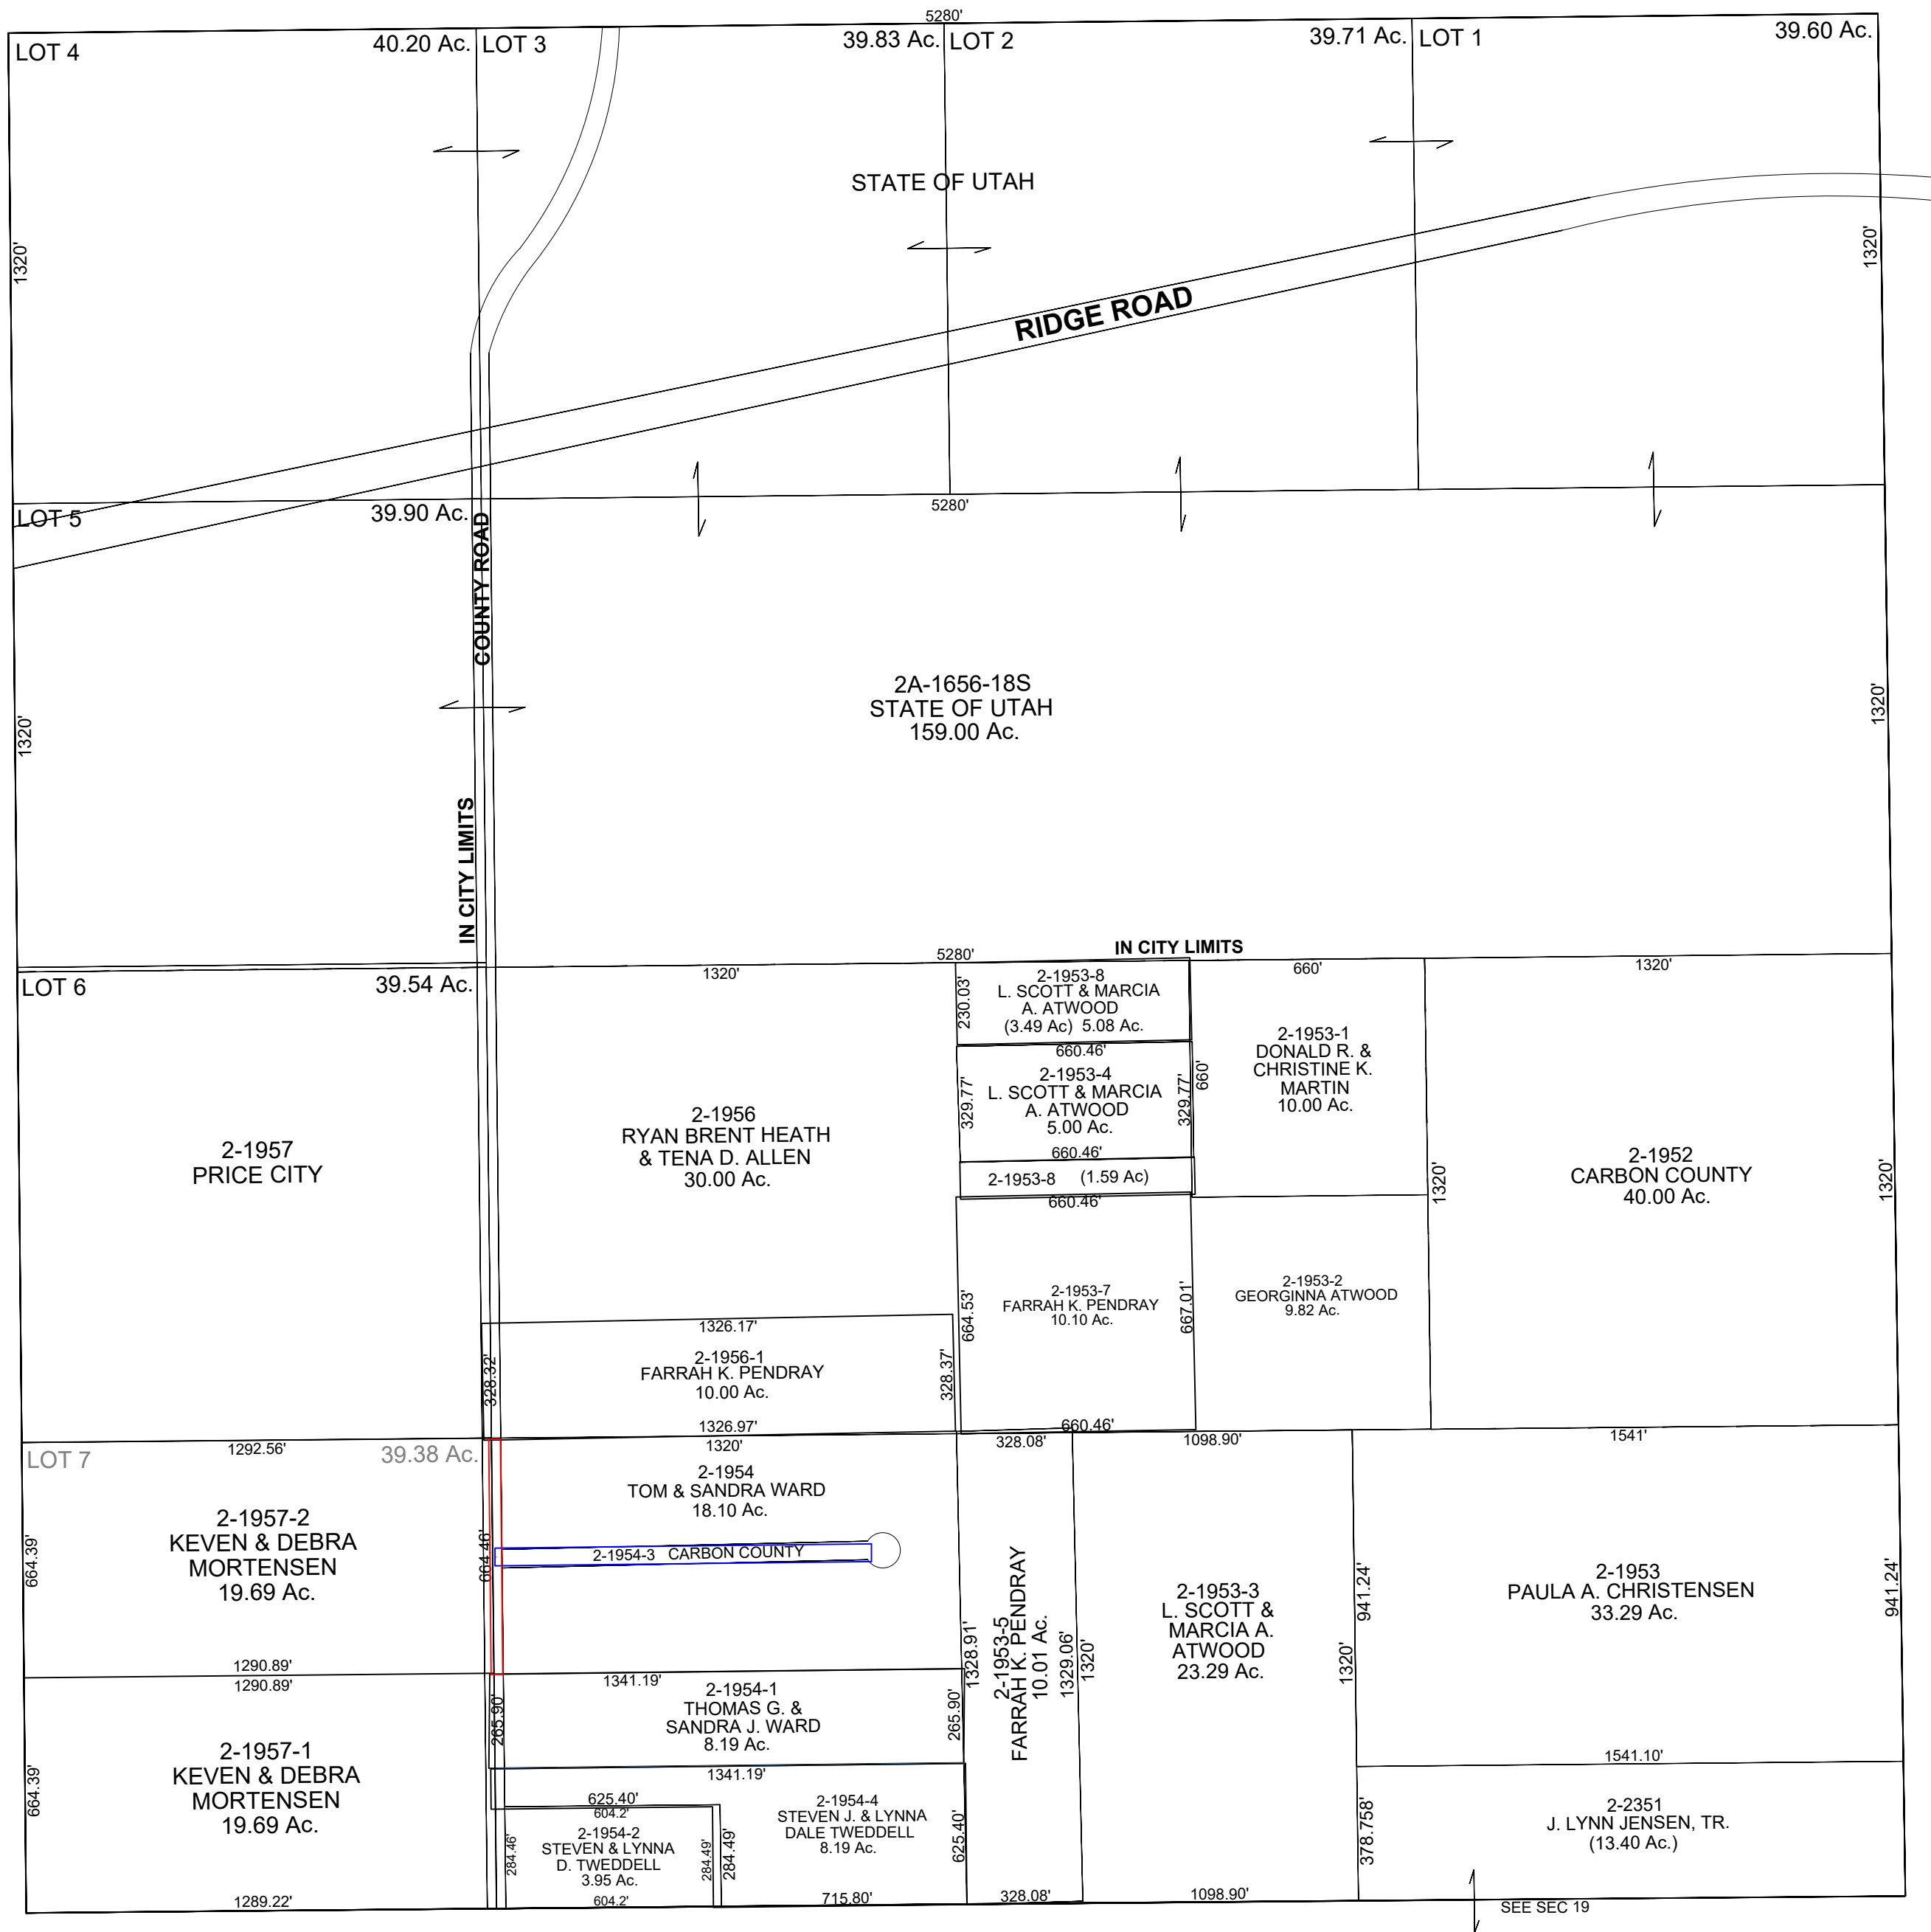 5280'
LOT 4
40.20 Ac.
LOT 3
39.83 Ac.
LOT 2
39.71 Ac.
LOT 1
39.60 Ac.
STATE OF UTAH
1320'
1320'
RIDGE ROAD
5280'
LOT 5
39.90 Ac.
COUNTY ROAD
2A-1656-18S
STATE OF UTAH
159.00 Ac.
1320'
1320'
IN CITY LIMITS
IN CITY LIMITS
5280'
LOT 6
39.54 Ac.
1320'
660'
1320'
2-1953-8
L. SCOTT & MARCIA
A. ATWOOD
(3.49 Ac) 5.08 Ac.
230.03'
660.46'
2-1953-4
L. SCOTT & MARCIA
A. ATWOOD
5.00 Ac.
329.77'
329.77'
660'
660.46'
2-1953-8 (1.59 Ac)
660.46'
2-1953-1
DONALD R. &
CHRISTINE K.
MARTIN
10.00 Ac.
2-1957
PRICE CITY
2-1956
RYAN BRENT HEATH
& TENA D. ALLEN
30.00 Ac.
2-1952
CARBON COUNTY
40.00 Ac.
1320'
1320'
2-1953-7
FARRAH K. PENDRAY
10.10 Ac.
664.53'
667.01'
2-1953-2
GEORGINNA ATWOOD
9.82 Ac.
1326.17'
2-1956-1
FARRAH K. PENDRAY
10.00 Ac.
328.32'
328.37'
1326.97'
660.46'
LOT 7
1292.56'
39.38 Ac.
1320'
328.08'
1098.90'
1541'
2-1954
TOM & SANDRA WARD
18.10 Ac.
2-1957-2
KEVEN & DEBRA
MORTENSEN
19.69 Ac.
664.39'
664.46'
2-1954-3 CARBON COUNTY
2-1953-5
FARRAH K. PENDRAY
10.01 Ac.
1328.91'
1329.06'
1320'
2-1953-3
L. SCOTT &
MARCIA A.
ATWOOD
23.29 Ac.
941.24'
1320'
2-1953
PAULA A. CHRISTENSEN
33.29 Ac.
941.24'
1290.89'
1290.89'
1341.19'
2-1954-1
THOMAS G. &
SANDRA J. WARD
8.19 Ac.
265.90'
265.90'
1341.19'
2-1957-1
KEVEN & DEBRA
MORTENSEN
19.69 Ac.
664.39'
625.40'
604.2'
2-1954-2
STEVEN & LYNNA
D. TWEDDELL
3.95 Ac.
284.46'
284.49'
284.49'
2-1954-4
STEVEN J. & LYNNA
DALE TWEDDELL
8.19 Ac.
625.40'
1541.10'
2-2351
J. LYNN JENSEN, TR.
(13.40 Ac.)
378.758'
1289.22'
604.2'
715.80'
328.08'
1098.90'
SEE SEC 19